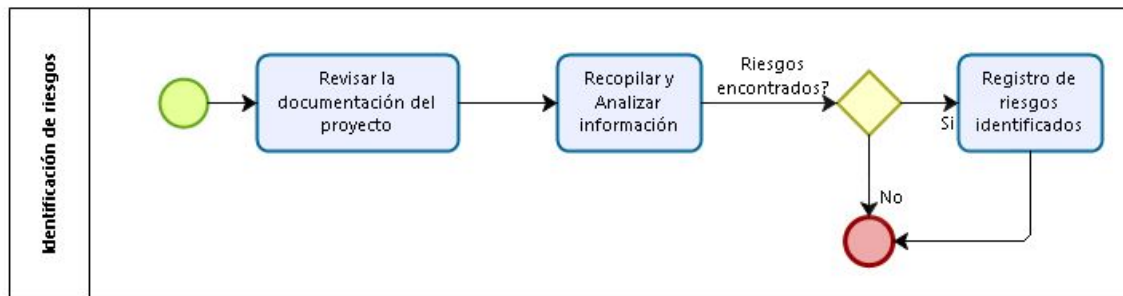 Identificación de riesgos
Revisar la
documentación del
proyecto
Recopilar y
Analizar
información
Riesgos
encontrados?
Si
Registro de
riesgos
identificados
No